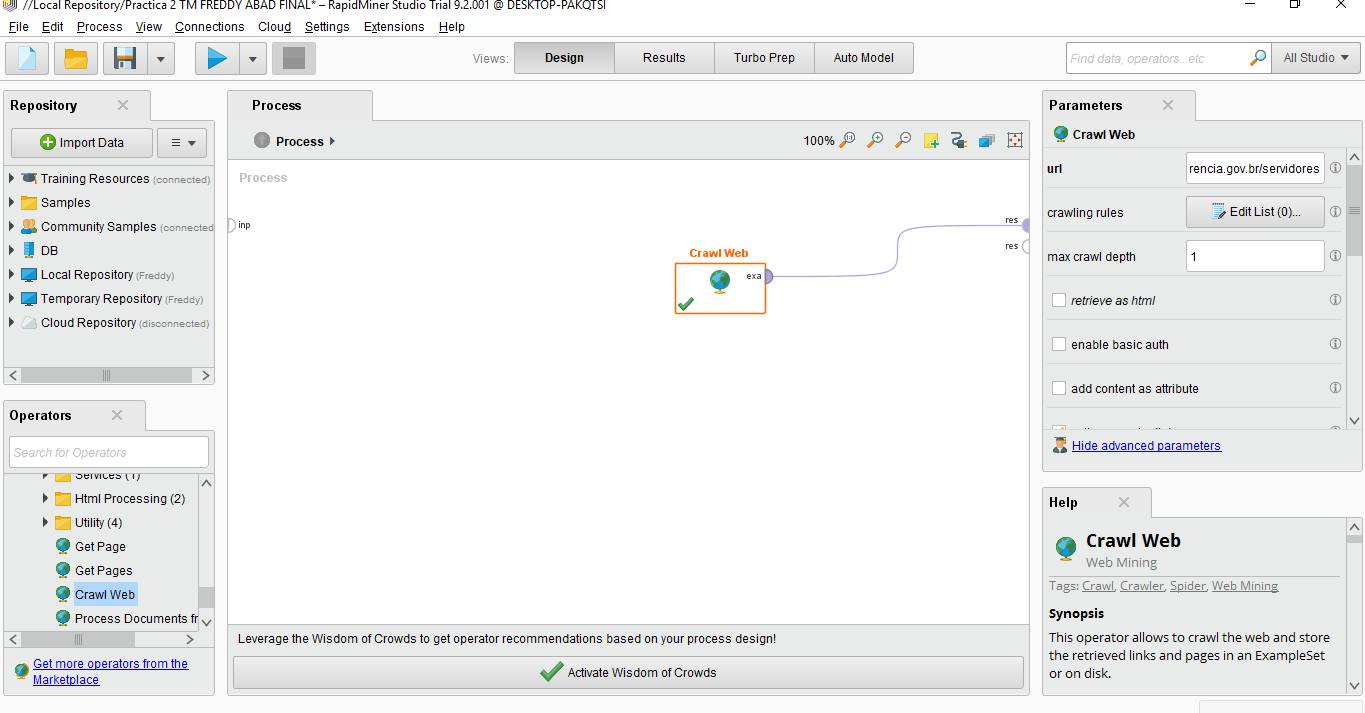 //Local Repository/Practica 2 TM FREDDY ABAD FINAL* – RapidMiner Studio Trial 9.2.001 @ DESKTOP-PAKQTSI
File Edit Process View Connections Cloud Settings Extensions Help
Views: Design Results Turbo Prep Auto Model
Find data, operators...etc
All Studio
Repository
Import Data
Training Resources (connected)
Samples
Community Samples (connected
DB
Local Repository (Freddy)
Temporary Repository (Freddy)
Cloud Repository (disconnected)
Operators
Search for Operators
Services (1)
Html Processing (2)
Utility (4)
Get Page
Get Pages
Crawl Web
Process Documents fr
Get more operators from the
Marketplace
Process
Process
100%
Process
inp
res
res
Crawl Web
exa
Leverage the Wisdom of Crowds to get operator recommendations based on your process design!
Activate Wisdom of Crowds
Parameters
Crawl Web
url rencia.gov.br/servidores
crawling rules Edit List (0)...
max crawl depth 1
retrieve as html
enable basic auth
add content as attribute
Hide advanced parameters
Help
Crawl Web
Web Mining
Tags: Crawl, Crawler, Spider, Web Mining
Synopsis
This operator allows to crawl the web and store
the retrieved links and pages in an ExampleSet
or on disk.